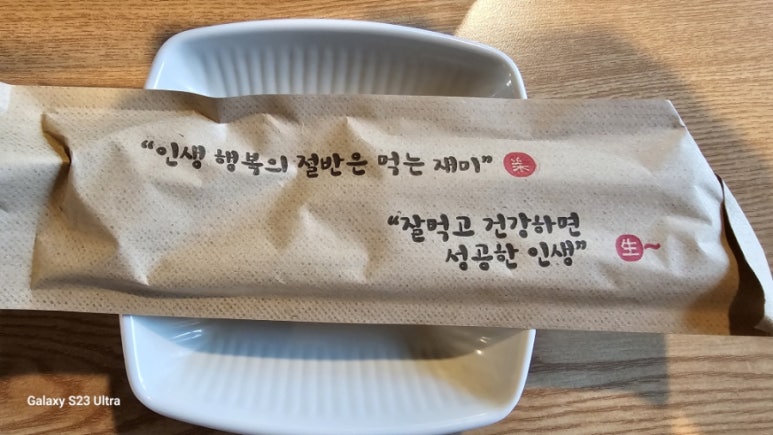 “인생 행복의 절반은 먹는 재미”
“잘먹고 건강하면
성공한 인생”
生~
Galaxy S23 Ultra